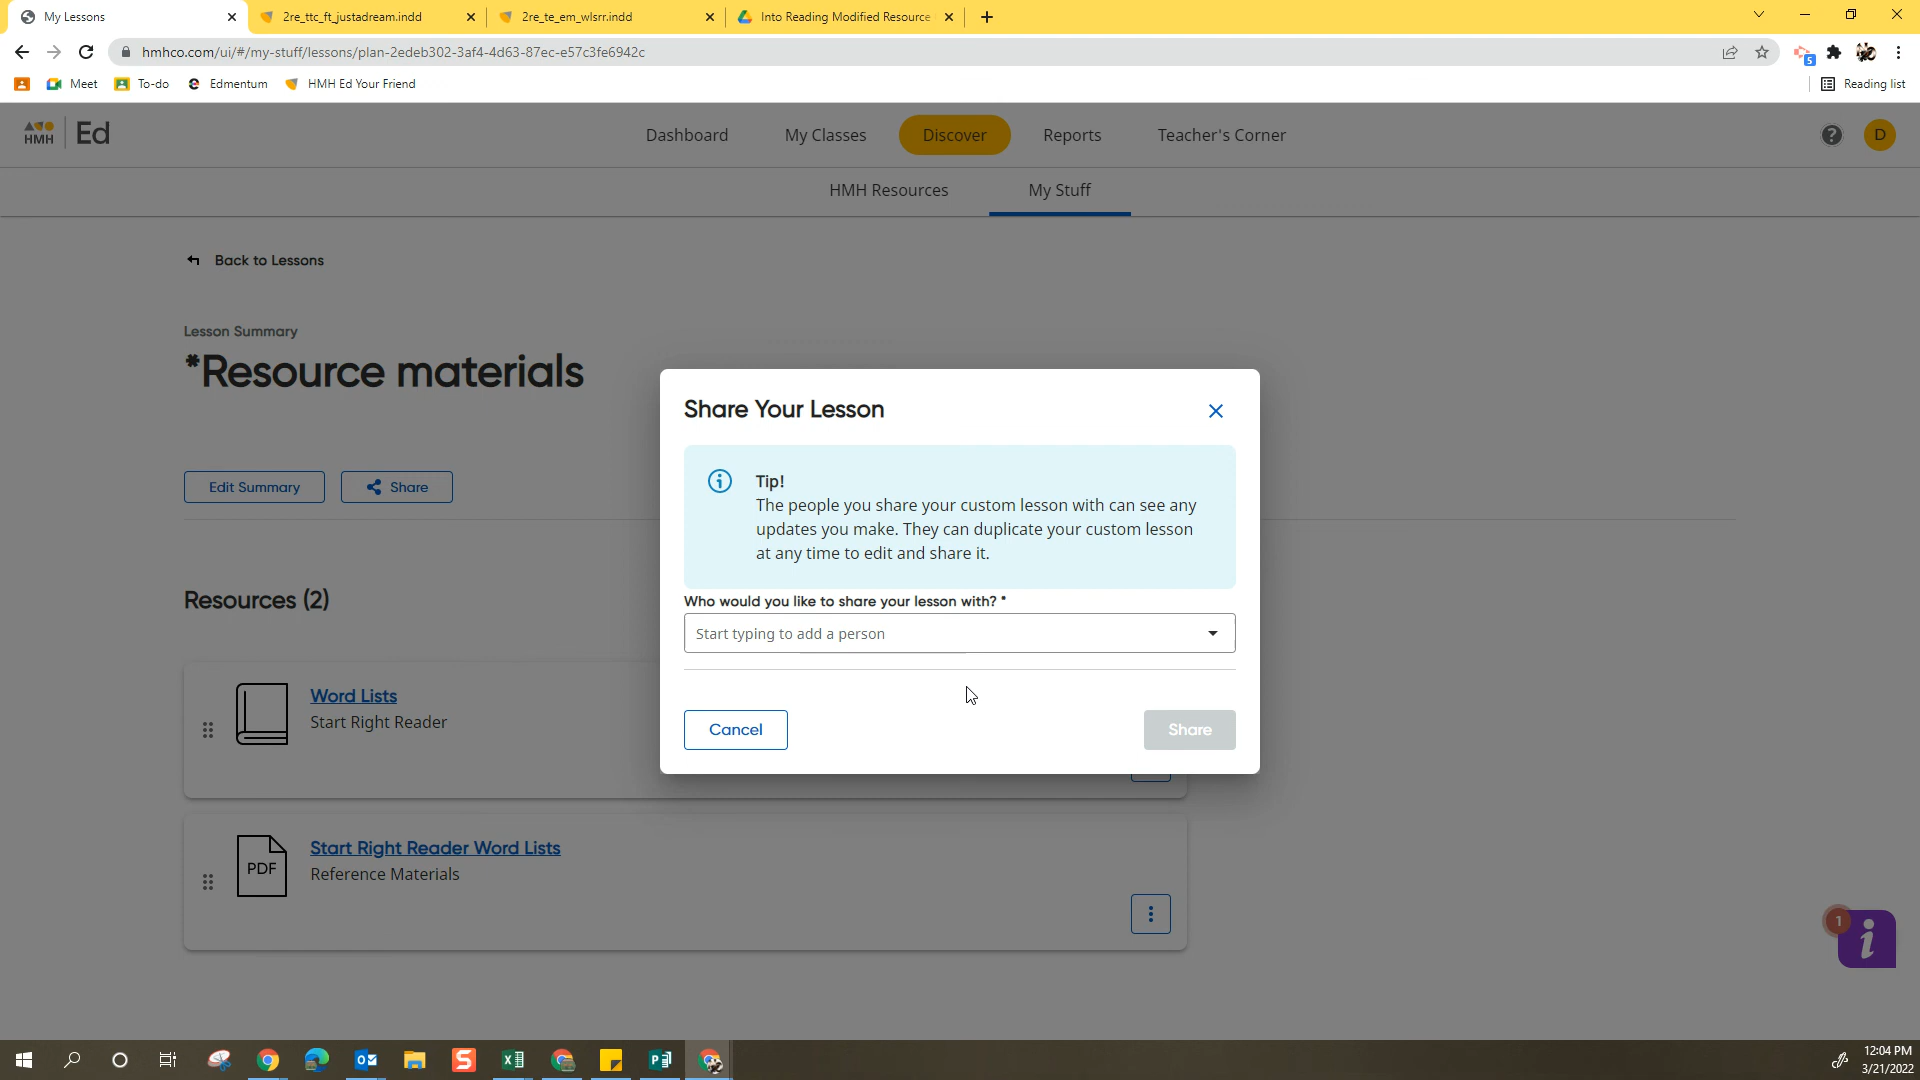 My Lessons
2re_ttc_ft_justadream.indd
2re_te_em_wlsrr.indd
Into Reading Modified Resource
hmhco.com/ui/#/my-stuff/lessons/plan-2edeb302-3af4-4d63-87ec-e57c3fe6942c
5
Meet
To-do
Edmentum
HMH Ed Your Friend
Reading list
HMH
Ed
Dashboard
My Classes
Discover
Reports
Teacher's Corner
?
D
HMH Resources
My Stuff
Back to Lessons
Lesson Summary
*Resource materials
Edit Summary
Share
Share Your Lesson
Tip!
The people you share your custom lesson with can see any
updates you make. They can duplicate your custom lesson
at any time to edit and share it.
Who would you like to share your lesson with? *
Start typing to add a person
Cancel
Share
Resources (2)
Word Lists
Start Right Reader
PDF
Start Right Reader Word Lists
Reference Materials
1
i
12:04 PM
3/21/2022